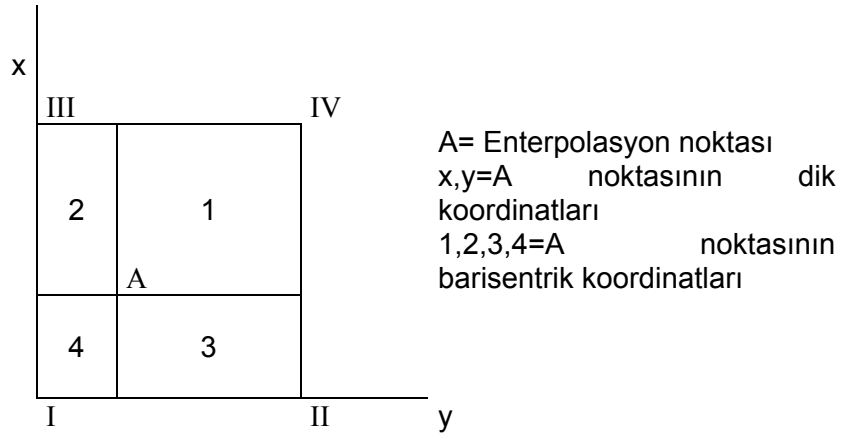 x
III IV
2 1
A
4 3
I II y
A= Enterpolasyon noktası
x,y=A noktasının dik
koordinatları
1,2,3,4=A noktasının
barisentrik koordinatları